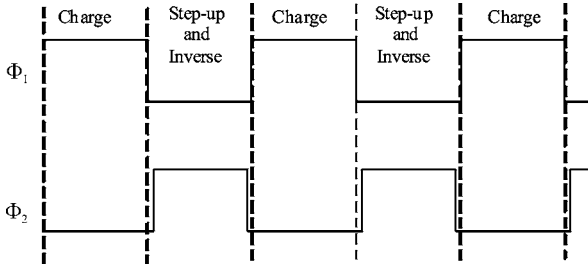 Charge
Step-up
and
Inverse
Charge
Step-up
and
Inverse
Charge
Φ₁
Φ₂